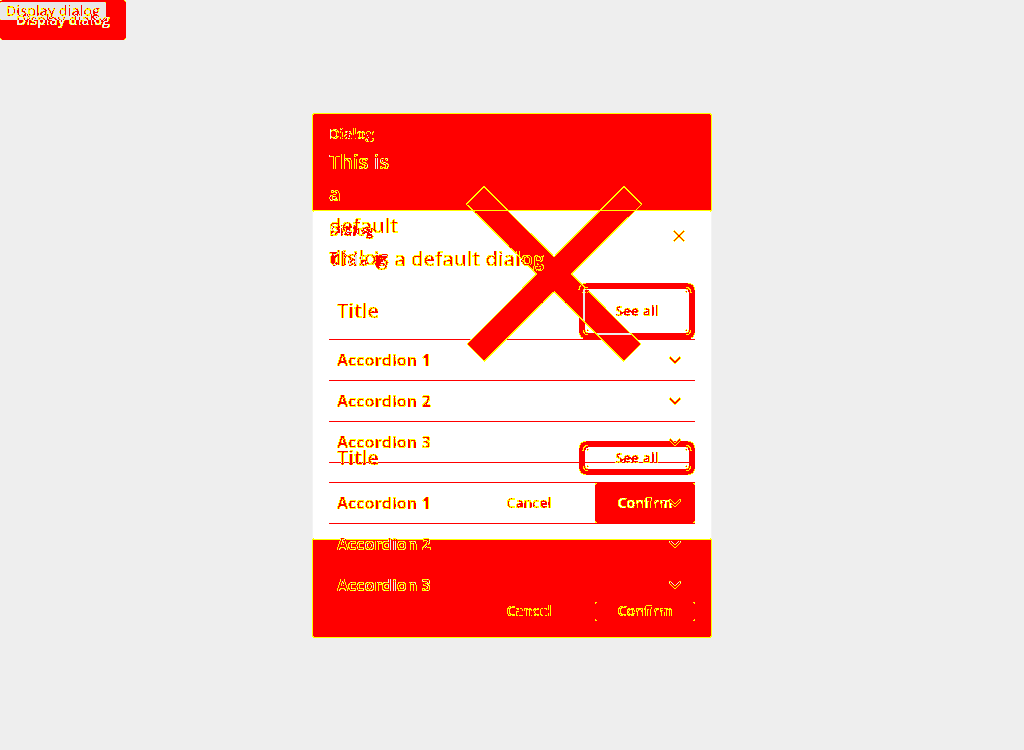 Display dialog
Display dialog
Dialog
This is
a
default
Dialog
dialog
This is a default dialog
Title
See all
Accordion 1
Accordion 2
Accordion 3
Title
See all
Accordion 1
Cancel
Confirm
Accordion 2
Accordion 3
Cancel
Confirm